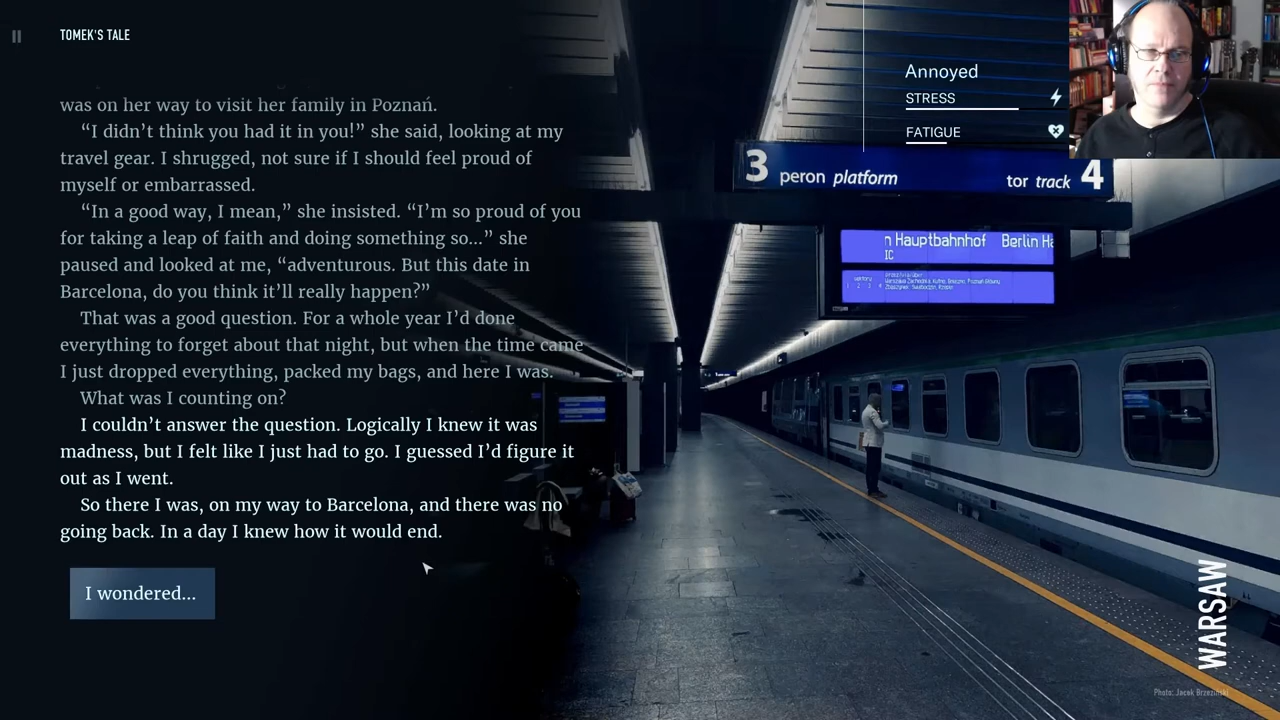 TOMEK'S TALE
was on her way to visit her family in Poznań.
“I didn’t think you had it in you!” she said, looking at my
travel gear. I shrugged, not sure if I should feel proud of
myself or embarrassed.
“In a good way, I mean,” she insisted. “I’m so proud of you
for taking a leap of faith and doing something so...” she
paused and looked at me, “adventurous. But this date in
Barcelona, do you think it’ll really happen?”
That was a good question. For a whole year I’d done
everything to forget about that night, but when the time came
I just dropped everything, packed my bags, and here I was.
What was I counting on?
I couldn’t answer the question. Logically I knew it was
madness, but I felt like I just had to go. I guessed I’d figure it
out as I went.
So there I was, on my way to Barcelona, and there was no
going back. In a day I knew how it would end.
I wondered...
Annoyed
STRESS
FATIGUE
3 peron platform
tor track 4
n Hauptbahnhof Berlin Ha
IC
WARSAW
Photo: Jacek Brzeziński